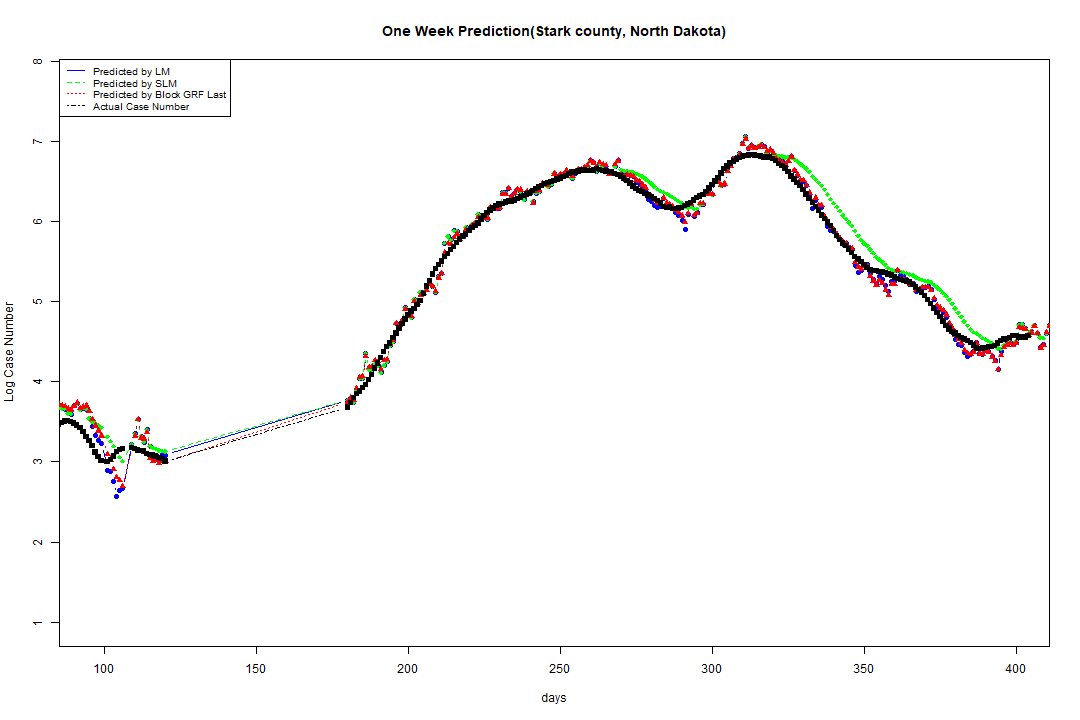 One Week Prediction(Stark county, North Dakota)
Predicted by LM
Predicted by SLM
Predicted by Block GRF Last
Actual Case Number
Log Case Number
8
7
6
5
4
3
2
1
100 150 200 250 300 350 400
days